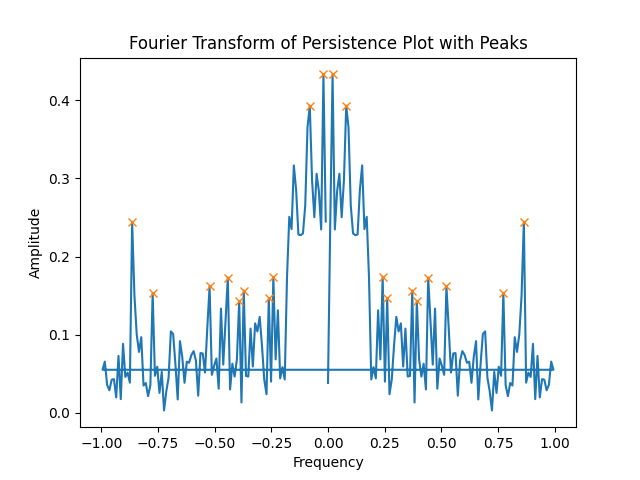 Fourier Transform of Persistence Plot with Peaks
0.4
0.3
0.2
0.1
0.0
Amplitude
−1.00 −0.75 −0.50 −0.25 0.00 0.25 0.50 0.75 1.00
Frequency